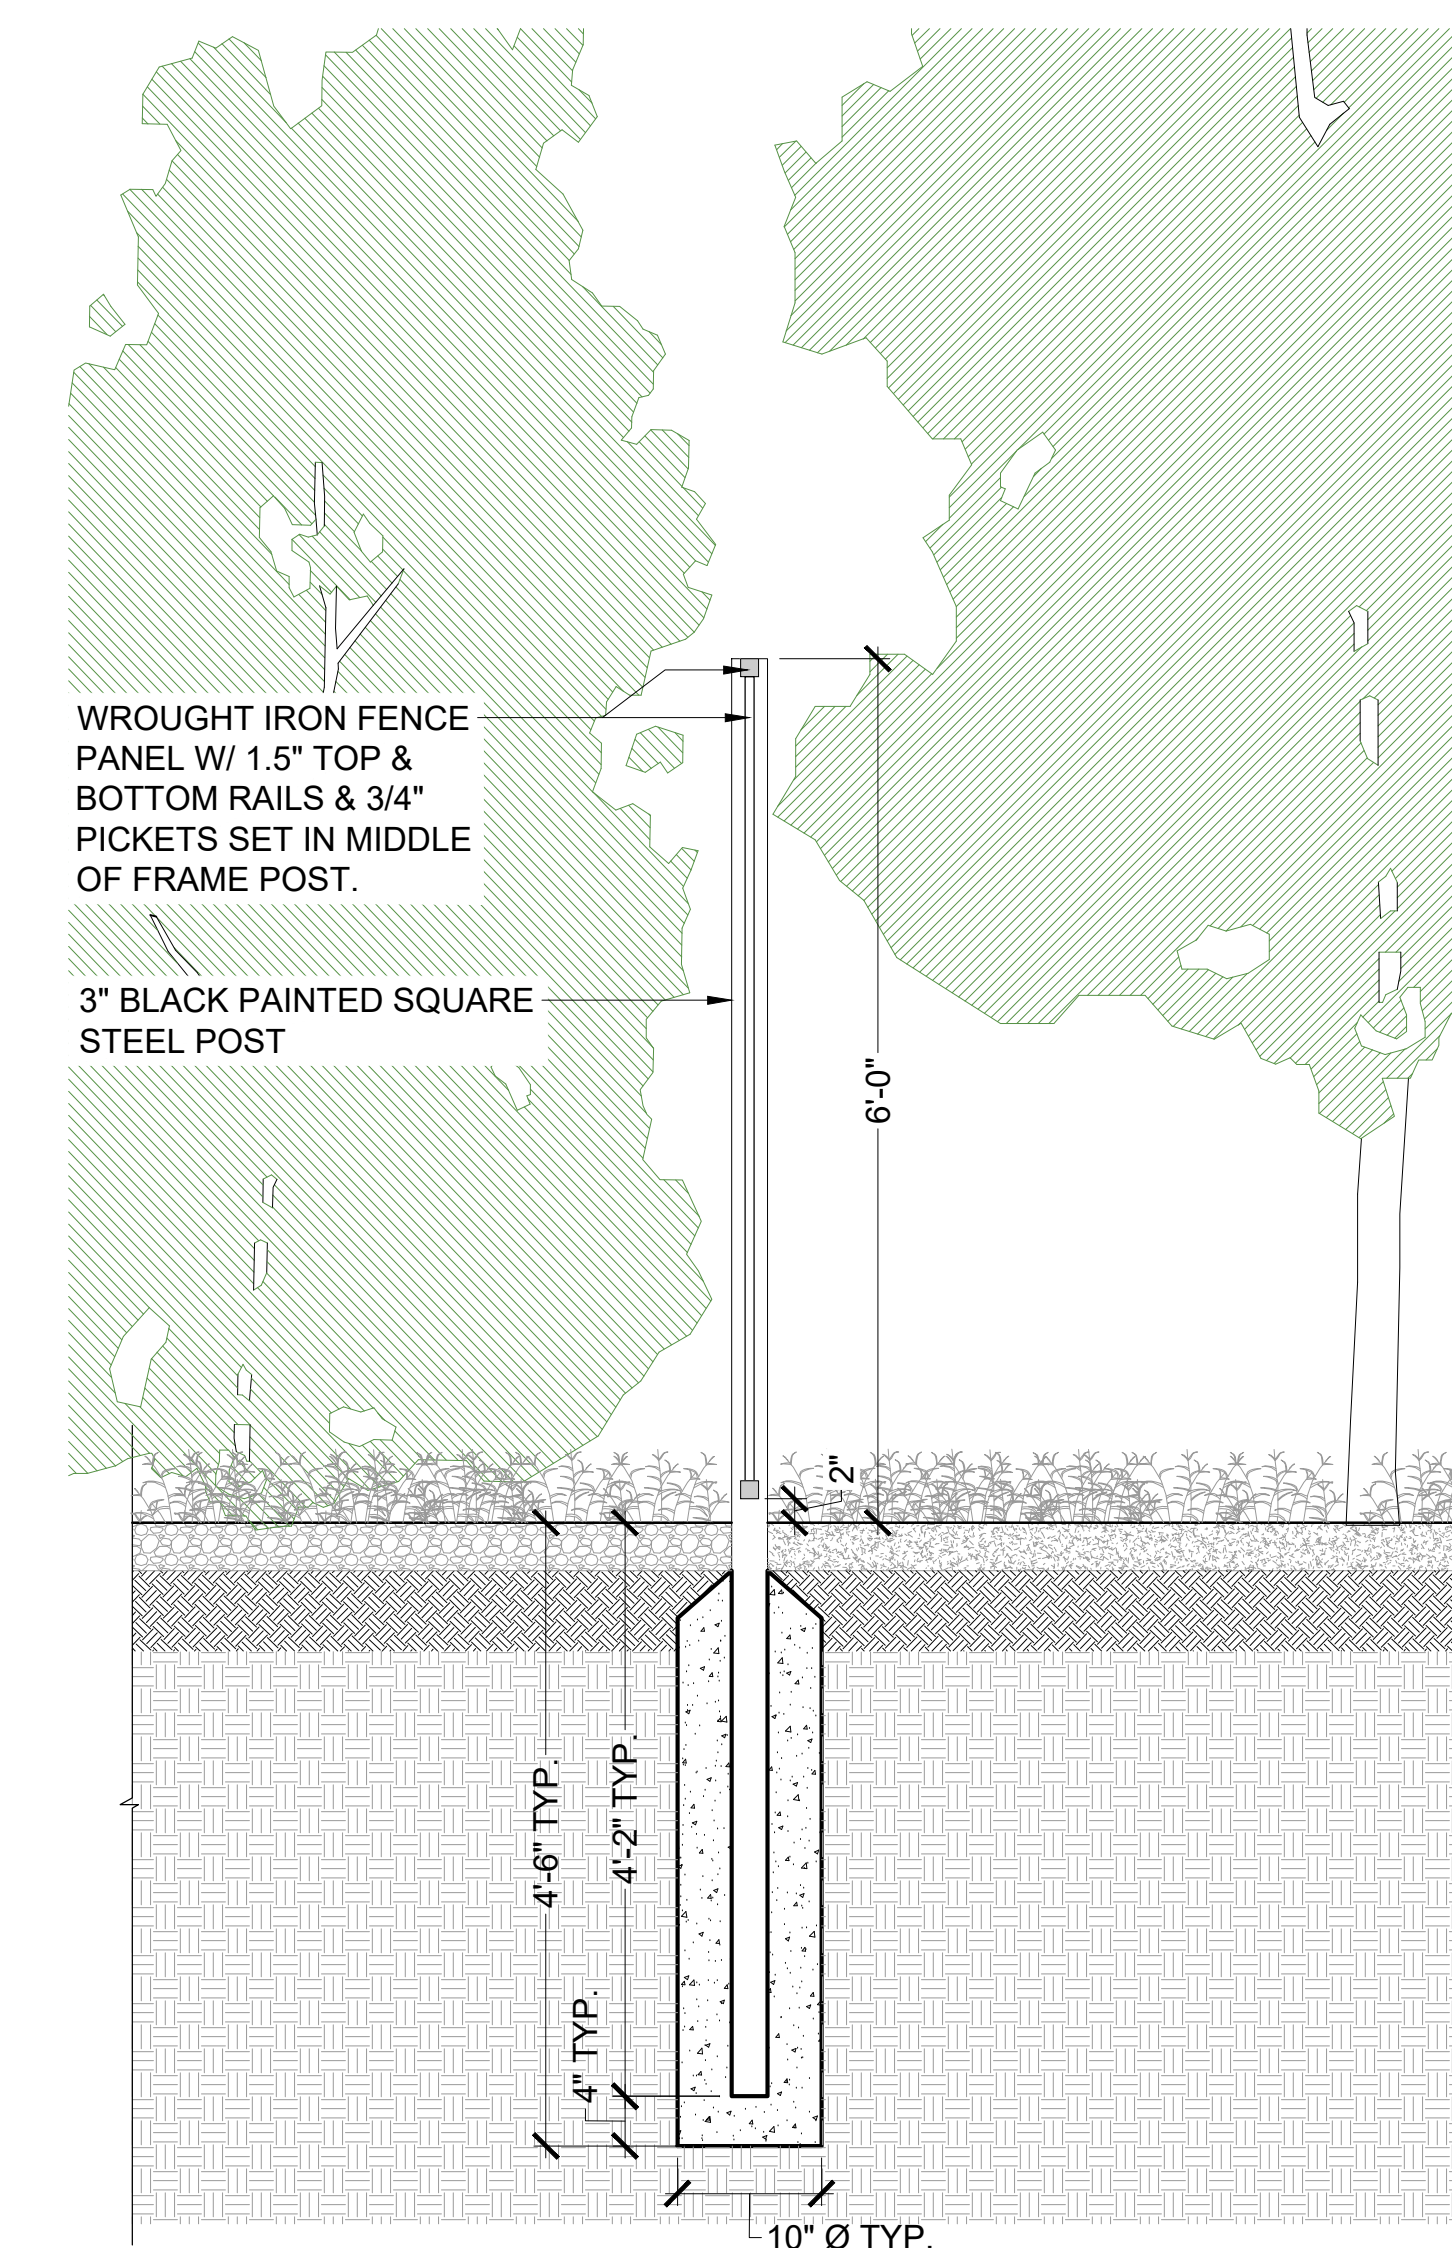 WROUGHT IRON FENCE
PANEL W/ 1.5" TOP &
BOTTOM RAILS & 3/4"
PICKETS SET IN MIDDLE
OF FRAME POST.
3" BLACK PAINTED SQUARE
STEEL POST
6'-0"
2"
4'-6" TYP.
4'-2" TYP.
4" TYP.
10" Ø TYP.